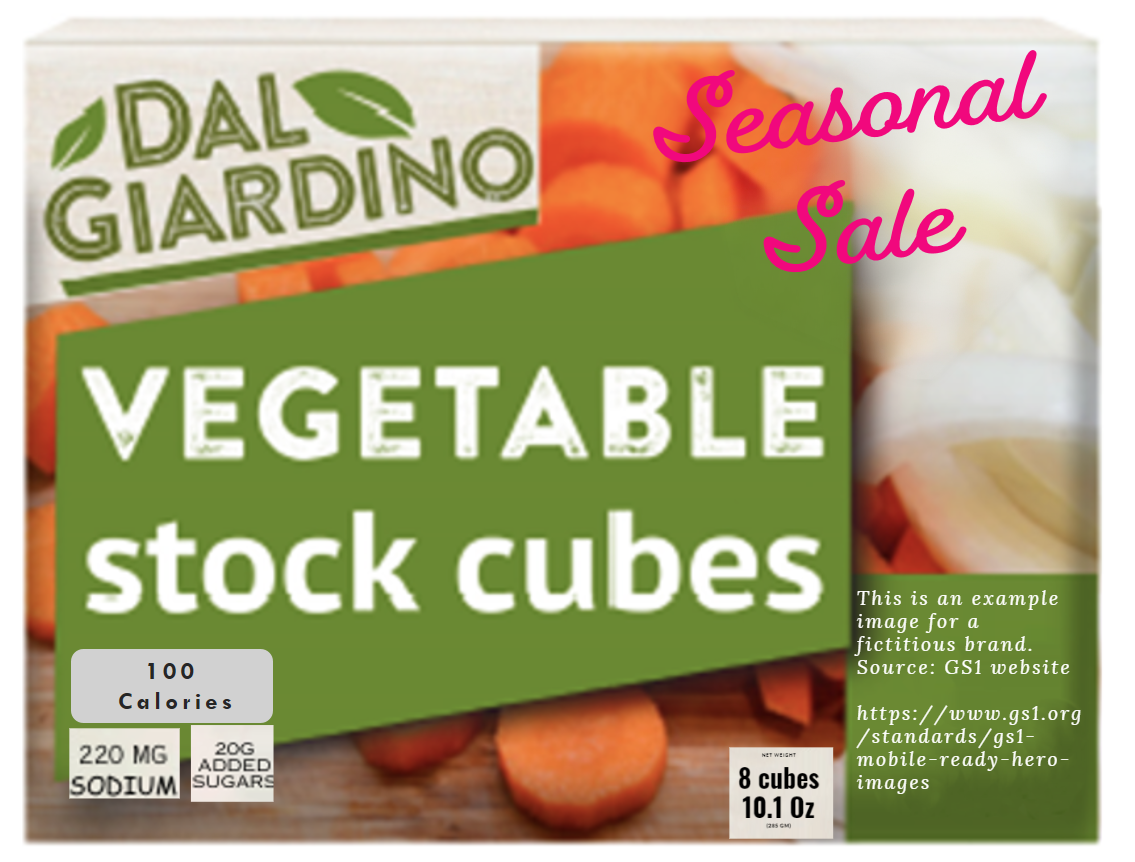 DAL
GIARDINO
Seasonal
Sale
VEGETABLE
stock cubes
100
Calories
220 MG
SODIUM
20G
ADDED
SUGARS
NET WEIGHT
8 cubes
10.1 Oz
(285 GM)
This is an example
image for a
fictitious brand.
Source: GS1 website
https://www.gs1.org
/standards/gs1-
mobile-ready-hero-
images